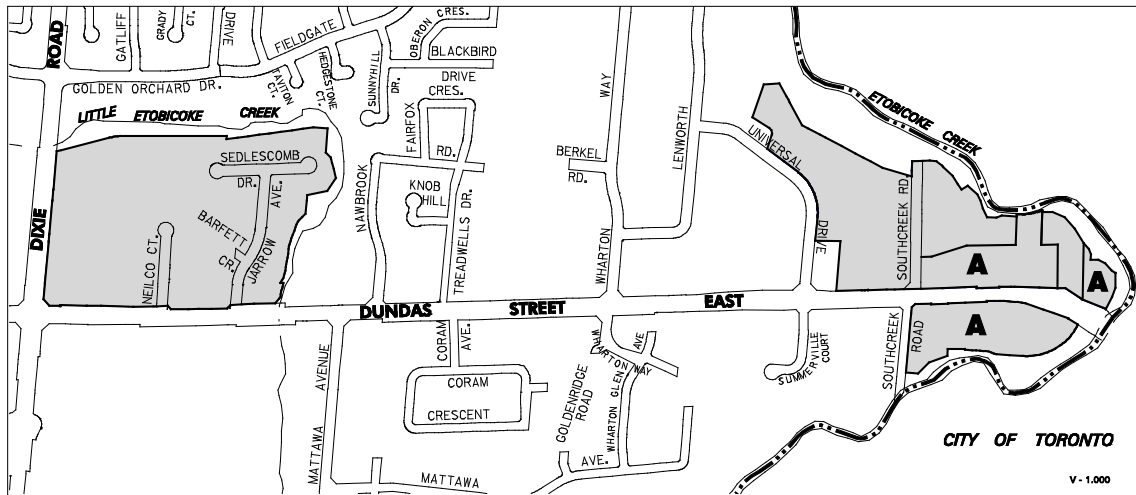 ROAD
GATLIFF
GRADY
CT.
DRIVE
FIELDGATE
OBERON CRES.
BLACKBIRD
DRIVE
TAVITON
CT.
HEDGESTONE
CT.
SUNNYHILL
DR.
GOLDEN ORCHARD DR.
LITTLE ETOBICOKE CREEK
CRES.
FAIRFOX
RD.
WAY
BERKEL
RD.
LENWORTH
UNIVERSAL
DRIVE
ETOBICOKE CREEK
SEDLESCOMB
DR.
AVE.
BARFETT
CR.
JARROW
NEILCO CT.
DIXIE
NAWBROOK
KNOB
HILL
TREADWELLS DR.
WHARTON
SOUTHCREEK RD.
A
A
A
DUNDAS STREET EAST
CORAM
AVE.
WHARTON WAY
AVE
WHARTON GLEN
GOLDENRIDGE
ROAD
SUMMERVILLE
COURT
SOUTHCREEK
ROAD
MATTAWA
AVENUE
CORAM
CRESCENT
MATTAWA
AVE.
CITY OF TORONTO
V - 1.000